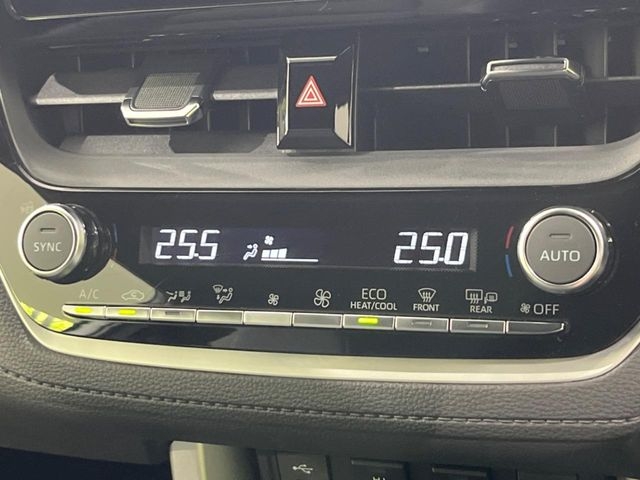 25.5 25.0
SYNC
AUTO
A/C
ECO
HEAT/COOL
FRONT
REAR
OFF